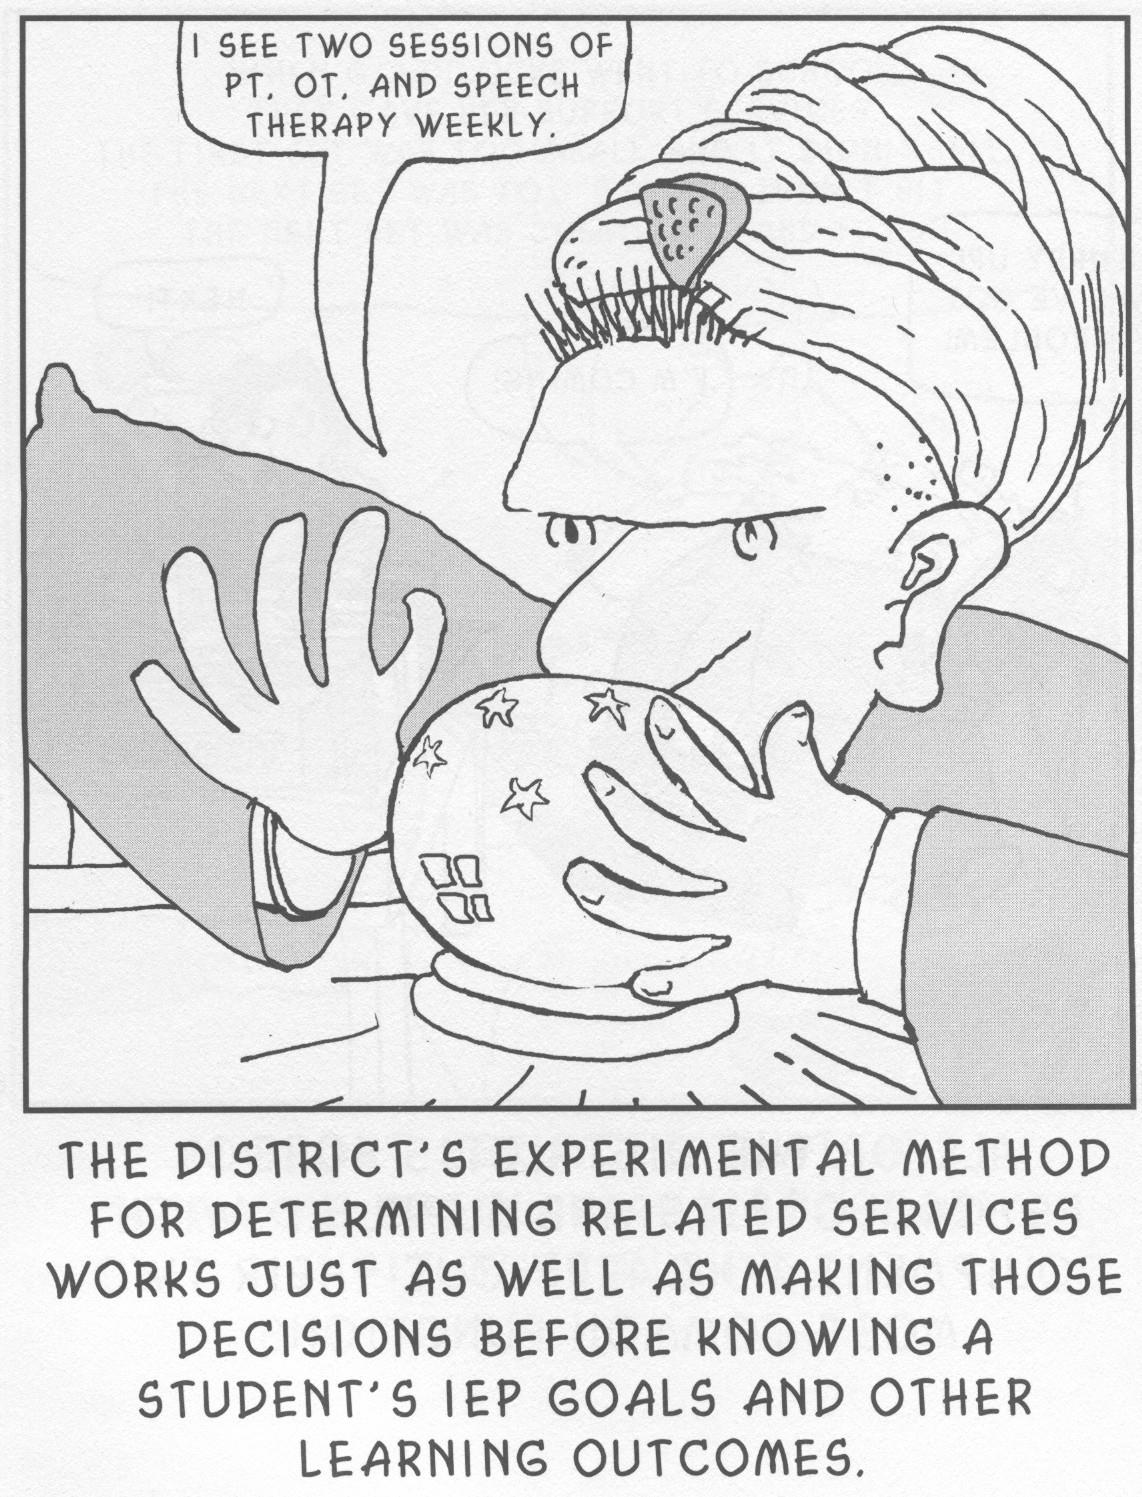 I SEE TWO SESSIONS OF
PT, OT, AND SPEECH
THERAPY WEEKLY.
THE DISTRICT'S EXPERIMENTAL METHOD
FOR DETERMINING RELATED SERVICES
WORKS JUST AS WELL AS MAKING THOSE
DECISIONS BEFORE KNOWING A
STUDENT'S IEP GOALS AND OTHER
LEARNING OUTCOMES.